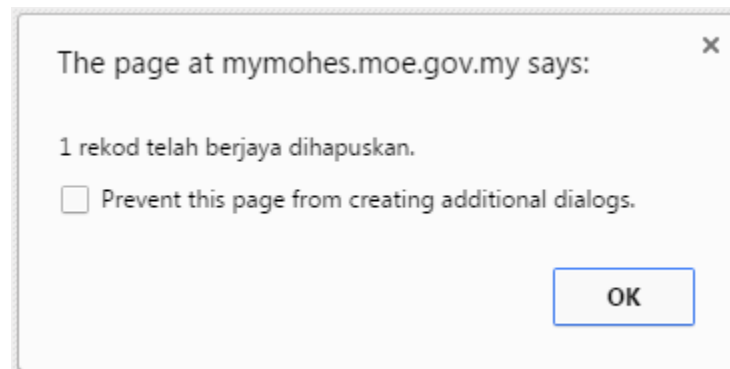 The page at mymohes.moe.gov.my says:
1 rekod telah berjaya dihapuskan.
Prevent this page from creating additional dialogs.
OK